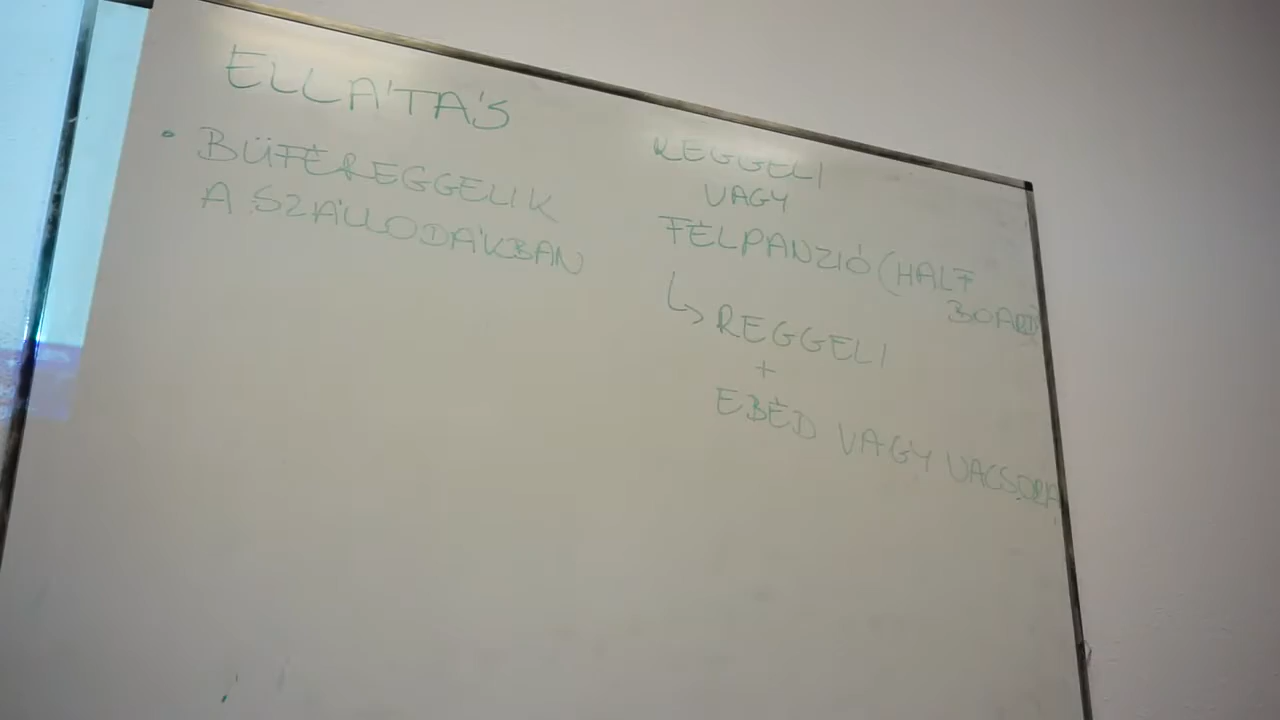 ELLÁTÁS
• BÜFÉREGGELIK
A SZÁLLODÁKBAN
REGGELI
VAGY
FÉLPANZIÓ (HALF
BOARD)
↳ REGGELI
+
EBÉD VAGY VACSORA